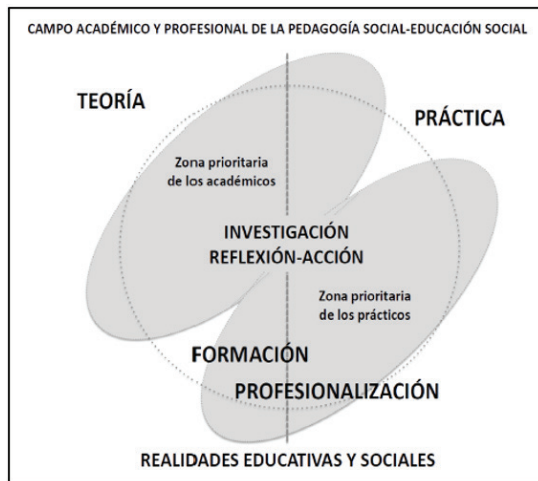 CAMPO ACADÉMICO Y PROFESIONAL DE LA PEDAGOGÍA SOCIAL-EDUCACIÓN SOCIAL
TEORÍA
PRÁCTICA
Zona prioritaria
de los académicos
INVESTIGACIÓN
REFLEXIÓN-ACCIÓN
Zona prioritaria
de los prácticos
FORMACIÓN
PROFESIONALIZACIÓN
REALIDADES EDUCATIVAS Y SOCIALES